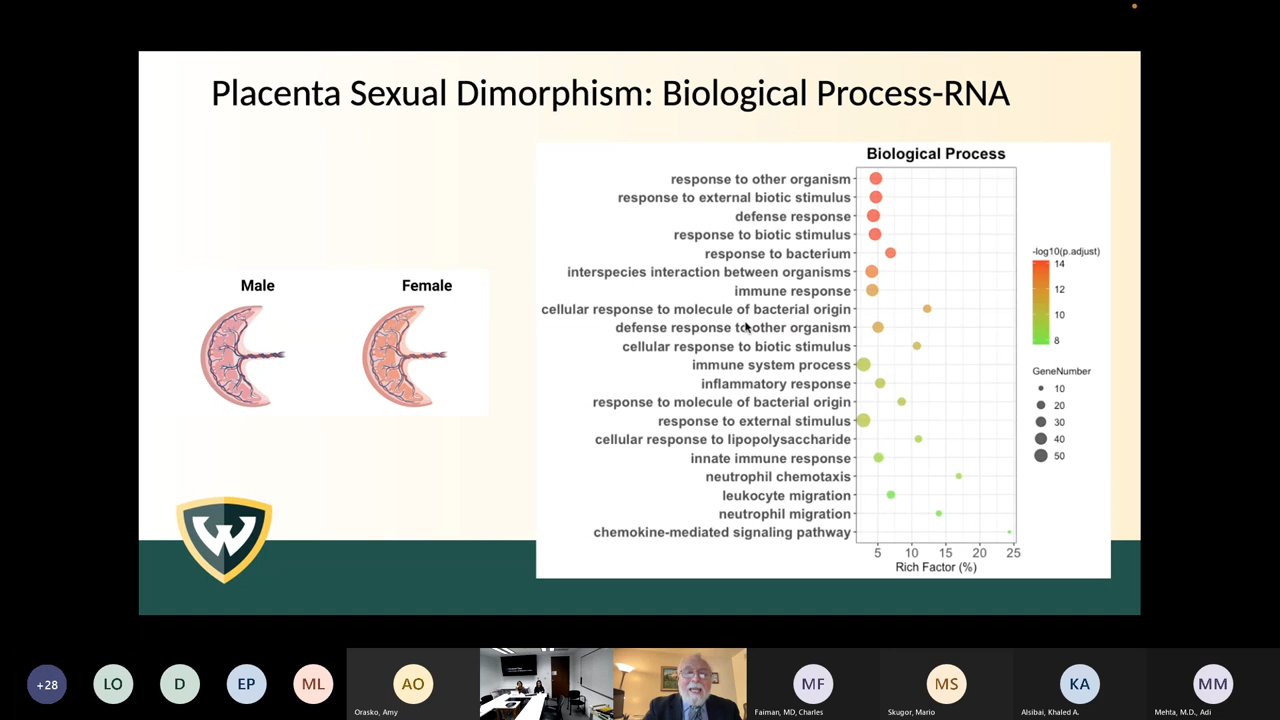 Placenta Sexual Dimorphism: Biological Process-RNA
Male
Female
Biological Process
response to other organism
response to external biotic stimulus
defense response
response to biotic stimulus
response to bacterium
interspecies interaction between organisms
immune response
cellular response to molecule of bacterial origin
defense response to other organism
cellular response to biotic stimulus
immune system process
inflammatory response
response to molecule of bacterial origin
response to external stimulus
cellular response to lipopolysaccharide
innate immune response
neutrophil chemotaxis
leukocyte migration
neutrophil migration
chemokine-mediated signaling pathway
5 10 15 20 25
Rich Factor (%)
-log10(p.adjust)
14
12
10
8
GeneNumber
10
20
30
40
50
W
+28
LO
D
EP
ML
AO
Orasko, Amy
MF
Faiman, MD, Charles
MS
Skugor, Mario
KA
Alsibai, Khaled A.
MM
Mehta, M.D., Adi